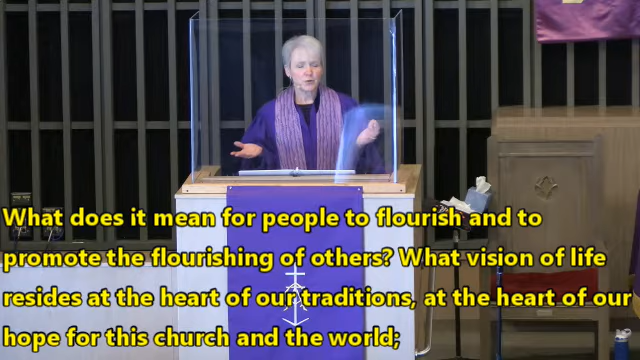 What does it mean for people to flourish and to
promote the flourishing of others? What vision of life
resides at the heart of our traditions, at the heart of our
hope for this church and the world;